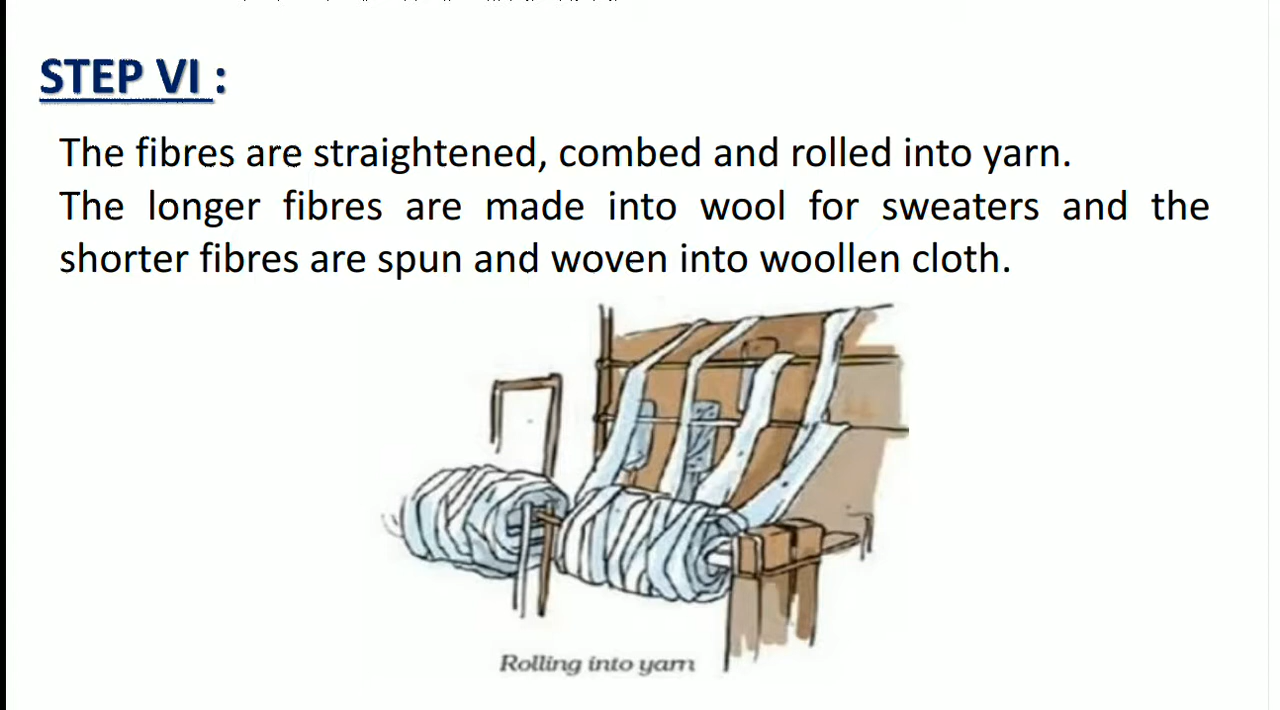 STEP VI :
The fibres are straightened, combed and rolled into yarn.
The longer fibres are made into wool for sweaters and the
shorter fibres are spun and woven into woollen cloth.
Rolling into yarn